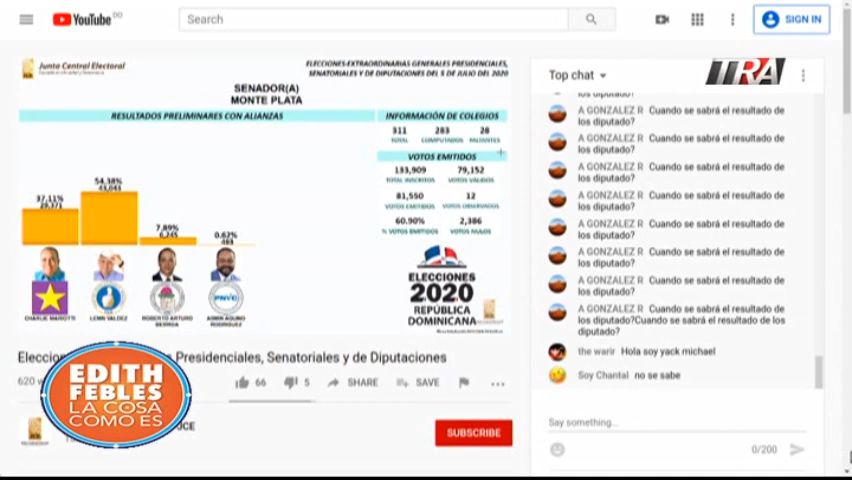 YouTube DO
Search
SIGN IN
Junta Central Electoral
ELECCIONES EXTRAORDINARIAS GENERALES PRESIDENCIALES,
SENATORIALES Y DE DIPUTACIONES DEL 5 DE JULIO DEL 2020
SENADOR(A)
MONTE PLATA
RESULTADOS PRELIMINARES CON ALIANZAS
INFORMACIÓN DE COLEGIOS
311 283 28
TOTAL COMPUTADOS FALTANTES
VOTOS EMITIDOS
133,909 79,152
TOTAL INSCRITOS VOTOS VÁLIDOS
81,550 12
VOTOS EMITIDOS VOTOS OBSERVADOS
60.90% 2,386
% VOTOS EMITIDOS VOTOS NULOS
37.11%
29,371
54.38%
43,043
7.89%
6,245
0.62%
493
PNVC
CHARLIE MARIOTTI
LENIN VALDEZ
ROBERTO ARTURO
BERROA
ASMIN AQUINO
RODRIGUEZ
ELECCIONES
2020
REPÚBLICA
DOMINICANA
Eleccion
s Presidenciales, Senatoriales y de Diputaciones
620
66
5
SHARE
SAVE
EDITH
FEBLES
LA COSA
COMO ES
JCE
SUBSCRIBE
Top chat
TRA
los diputado?
A GONZALEZ R Cuando se sabrá el resultado de
los diputado?
A GONZALEZ R Cuando se sabrá el resultado de
los diputado?
A GONZALEZ R Cuando se sabrá el resultado de
los diputado?
A GONZALEZ R Cuando se sabrá el resultado de
los diputado?
A GONZALEZ R Cuando se sabrá el resultado de
los diputado?
A GONZALEZ R Cuando se sabrá el resultado de
los diputado?
A GONZALEZ R Cuando se sabrá el resultado de
los diputado?
A GONZALEZ R Cuando se sabrá el resultado de
los diputado?Cuando se sabrá el resultado de los
diputado?
the warir Hola soy yack michael
Soy Chantal no se sabe
Say something...
0/200